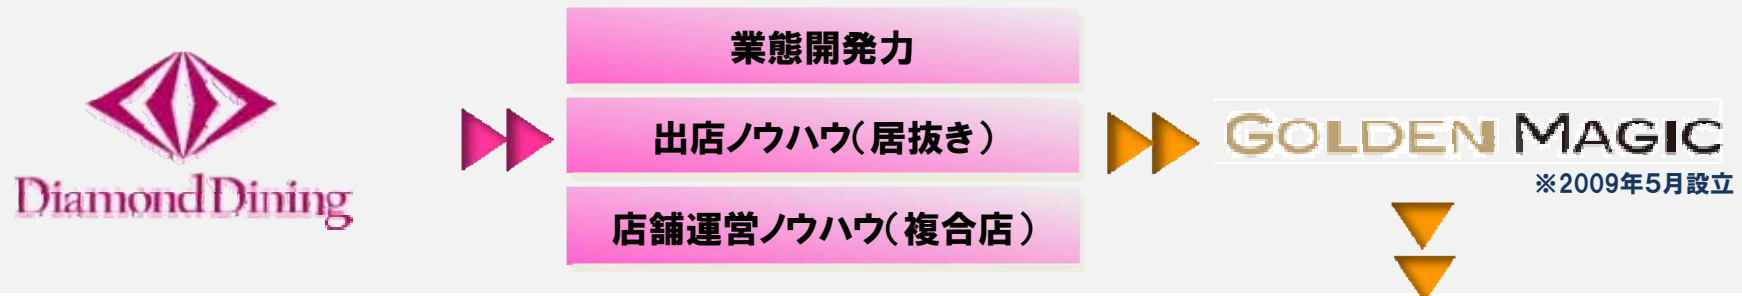 Diamond Dining
業態開発力
出店ノウハウ(居抜き)
店舗運営ノウハウ(複合店)
GOLDEN MAGIC
※2009年5月設立